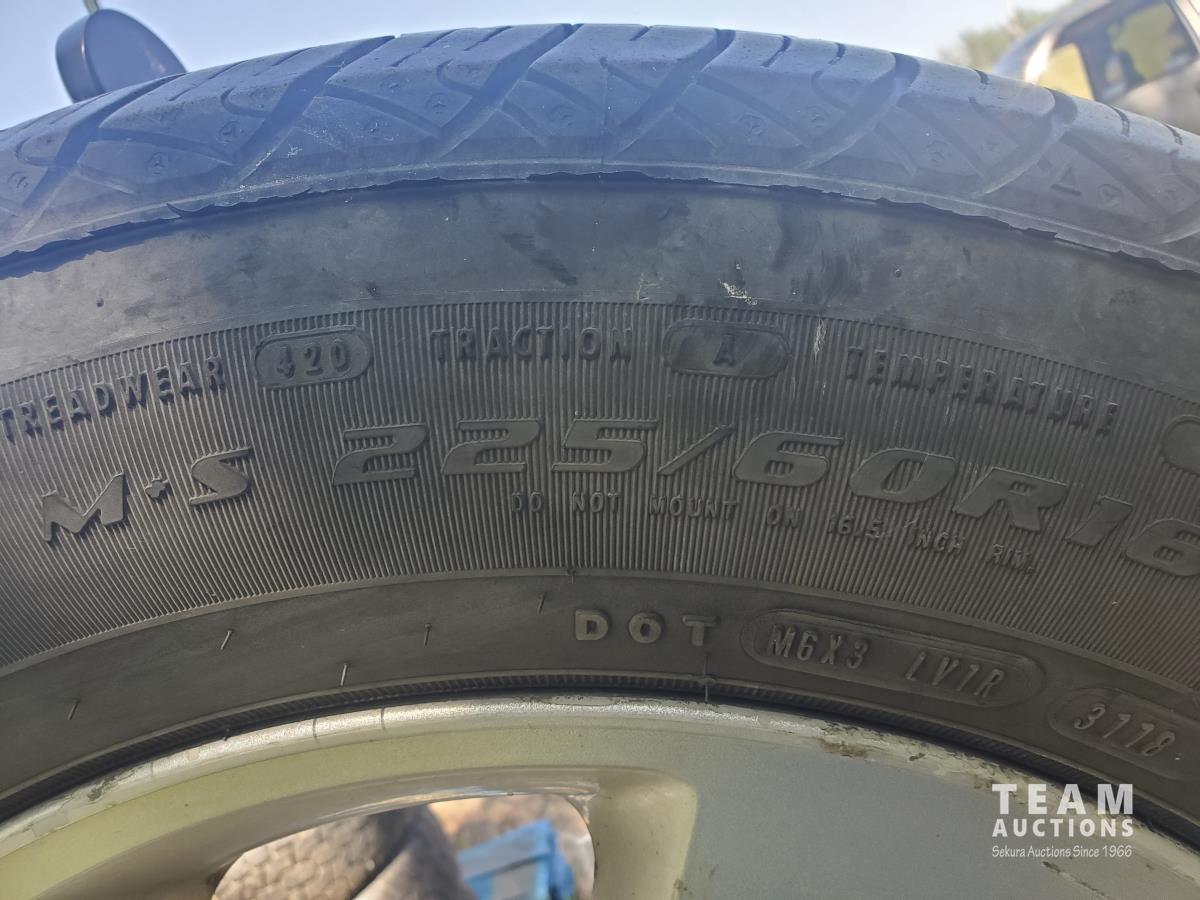 TREADWEAR 420 TRACTION A TEMPERATURE
M·S 225/60R16
DO NOT MOUNT ON 16.5 INCH RIM.
DOT M6X3 LV1R 3118
TEAM
AUCTIONS
Sekura Auctions Since 1966